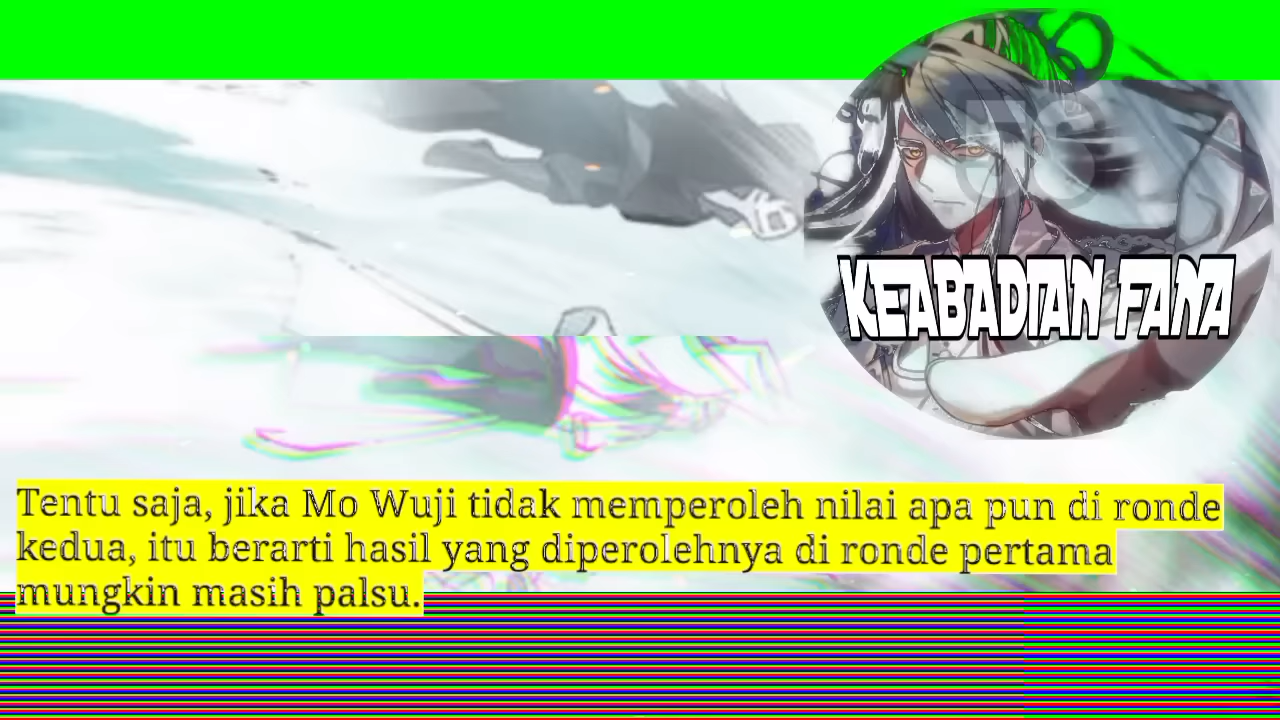 KEABADIAN FANA
Tentu saja, jika Mo Wuji tidak memperoleh nilai apa pun di ronde
kedua, itu berarti hasil yang diperolehnya di ronde pertama
mungkin masih palsu.